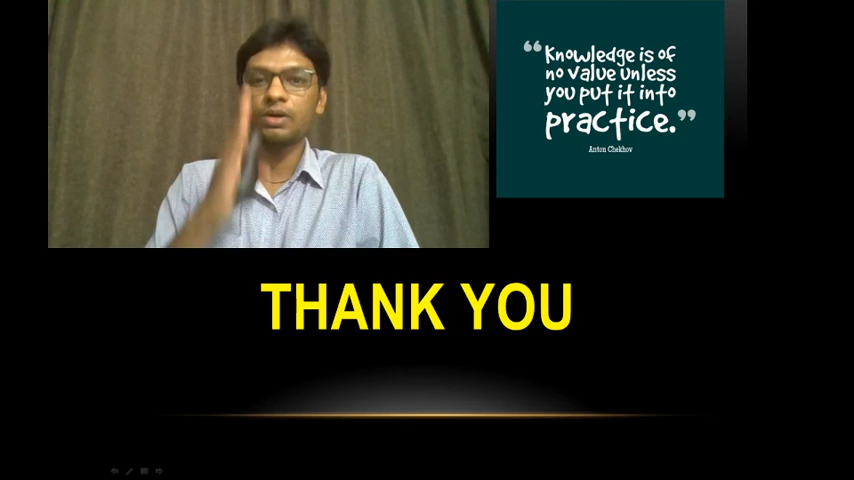 “Knowledge is of
no value unless
you put it into
practice.”
Anton Chekhov
THANK YOU